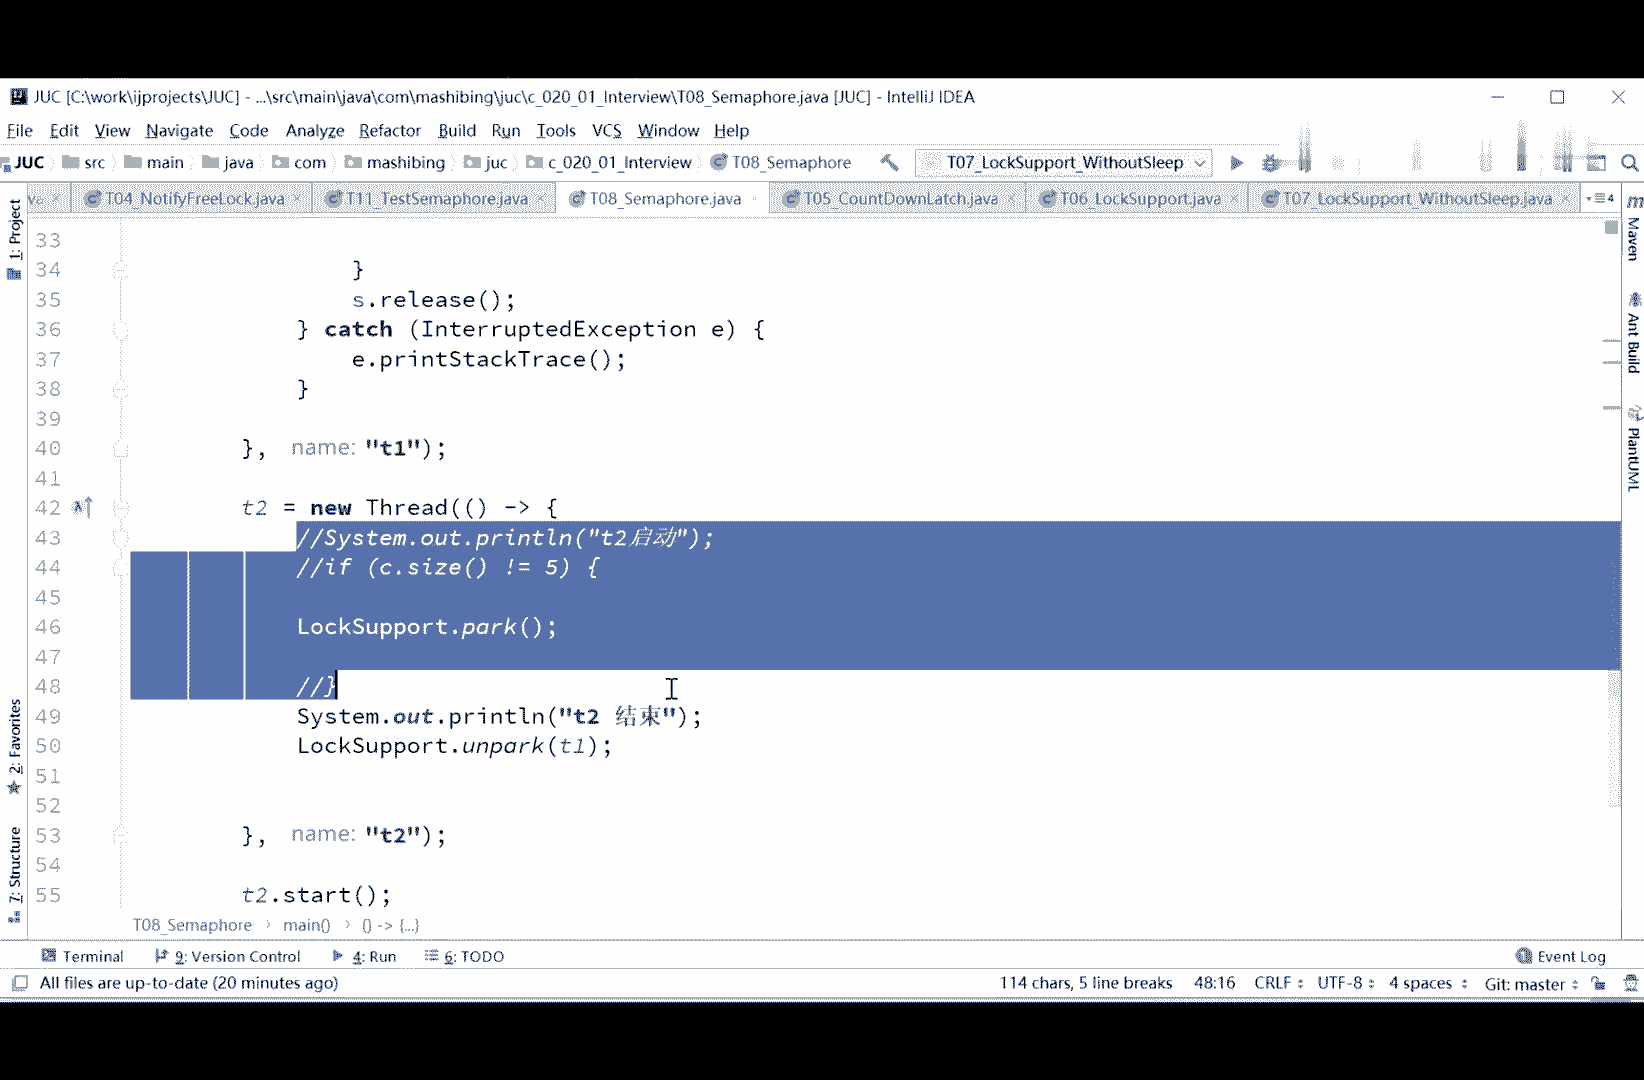 JUC [C:\work\ijprojects\JUC] - ...\src\main\java\com\mashibing\juc\c_020_01_Interview\T08_Semaphore.java [JUC] - IntelliJ IDEA
File Edit View Navigate Code Analyze Refactor Build Run Tools VCS Window Help
JUC src main java com mashibing juc c_020_01_Interview T08_Semaphore T07_LockSupport_WithoutSleep
va T04_NotifyFreeLock.java T11_TestSemaphore.java T08_Semaphore.java T05_CountDownLatch.java T06_LockSupport.java T07_LockSupport_WithoutSleep.java 4
1: Project
2: Favorites
7: Structure
33
34 }
35 s.release();
36 } catch (InterruptedException e) {
37 e.printStackTrace();
38 }
39
40 }, name: "t1");
41
42 t2 = new Thread(() -> {
43 //System.out.println("t2启动");
44 //if (c.size() != 5) {
45
46 LockSupport.park();
47
48 //}
49 System.out.println("t2 结束");
50 LockSupport.unpark(t1);
51
52
53 }, name: "t2");
54
55 t2.start();
Maven
Ant Build
PlantUML
T08_Semaphore › main() › () -> {...}
Terminal 9: Version Control 4: Run 6: TODO Event Log
All files are up-to-date (20 minutes ago) 114 chars, 5 line breaks 48:16 CRLF UTF-8 4 spaces Git: master